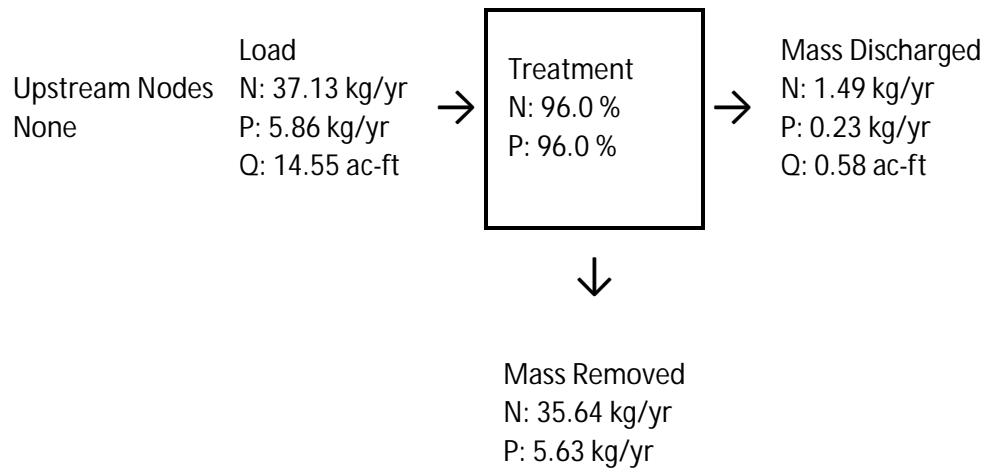 Upstream Nodes
None
Load
N: 37.13 kg/yr
P: 5.86 kg/yr
Q: 14.55 ac-ft
Treatment
N: 96.0 %
P: 96.0 %
Mass Discharged
N: 1.49 kg/yr
P: 0.23 kg/yr
Q: 0.58 ac-ft
Mass Removed
N: 35.64 kg/yr
P: 5.63 kg/yr